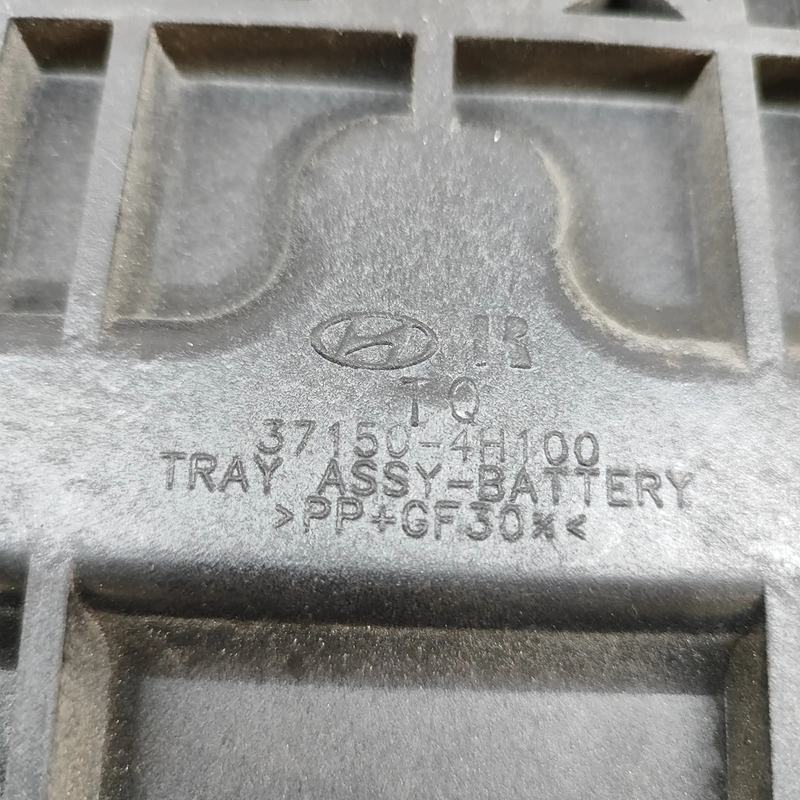 TQ
37150-4H100
TRAY ASSY-BATTERY
>PP+GF30%<